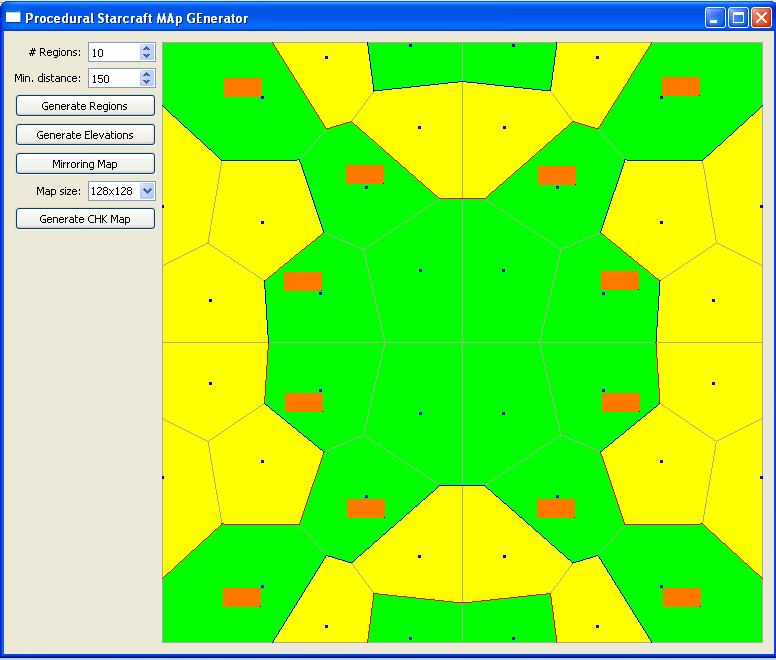 Procedural Starcraft MAp GEnerator
# Regions: 10
Min. distance: 150
Generate Regions
Generate Elevations
Mirroring Map
Map size: 128x128
Generate CHK Map